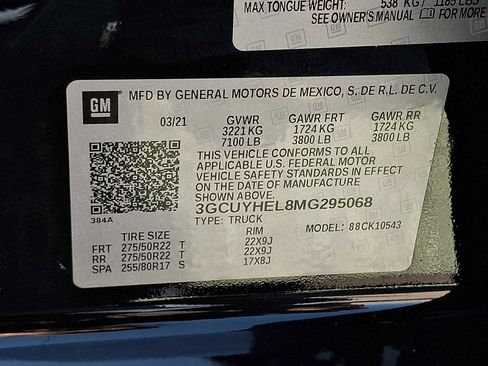 MAX TONGUE WEIGHT: 538 KG / 1185 LBS
SEE OWNER'S MANUAL FOR MORE
GM
MFD BY GENERAL MOTORS DE MEXICO, S. DE R.L. DE C.V.
03/21 GVWR GAWR FRT GAWR RR
3221 KG 1724 KG 1724 KG
7100 LB 3800 LB 3800 LB
THIS VEHICLE CONFORMS TO ALL
APPLICABLE U.S. FEDERAL MOTOR
VEHICLE SAFETY STANDARDS IN EFFECT
ON THE DATE OF MANUFACTURE
SHOWN ABOVE.
3GCUYHEL8MG295068
384A
TYPE: TRUCK MODEL: 88CK10543
TIRE SIZE RIM
FRT 275/50R22 T 22X9J
RR 275/50R22 T 22X9J
SPA 255/80R17 S 17X8J